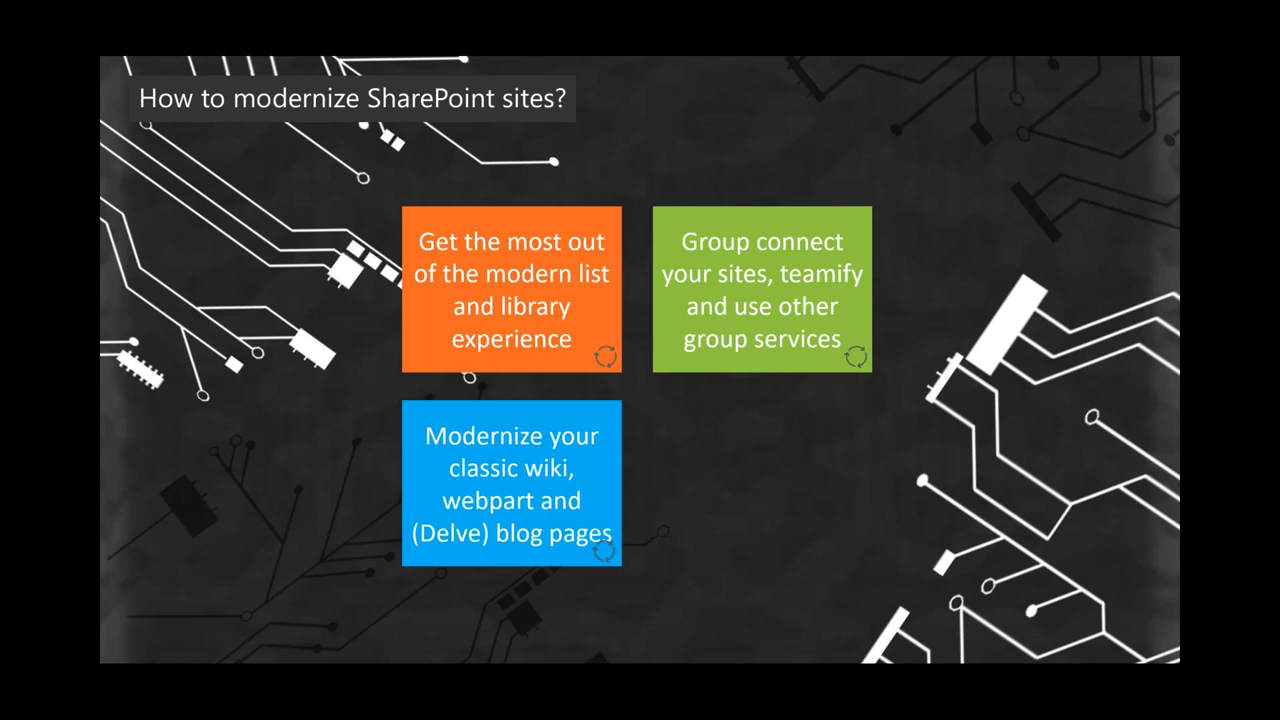 How to modernize SharePoint sites?
Get the most out
of the modern list
and library
experience
Group connect
your sites, teamify
and use other
group services
Modernize your
classic wiki,
webpart and
(Delve) blog pages